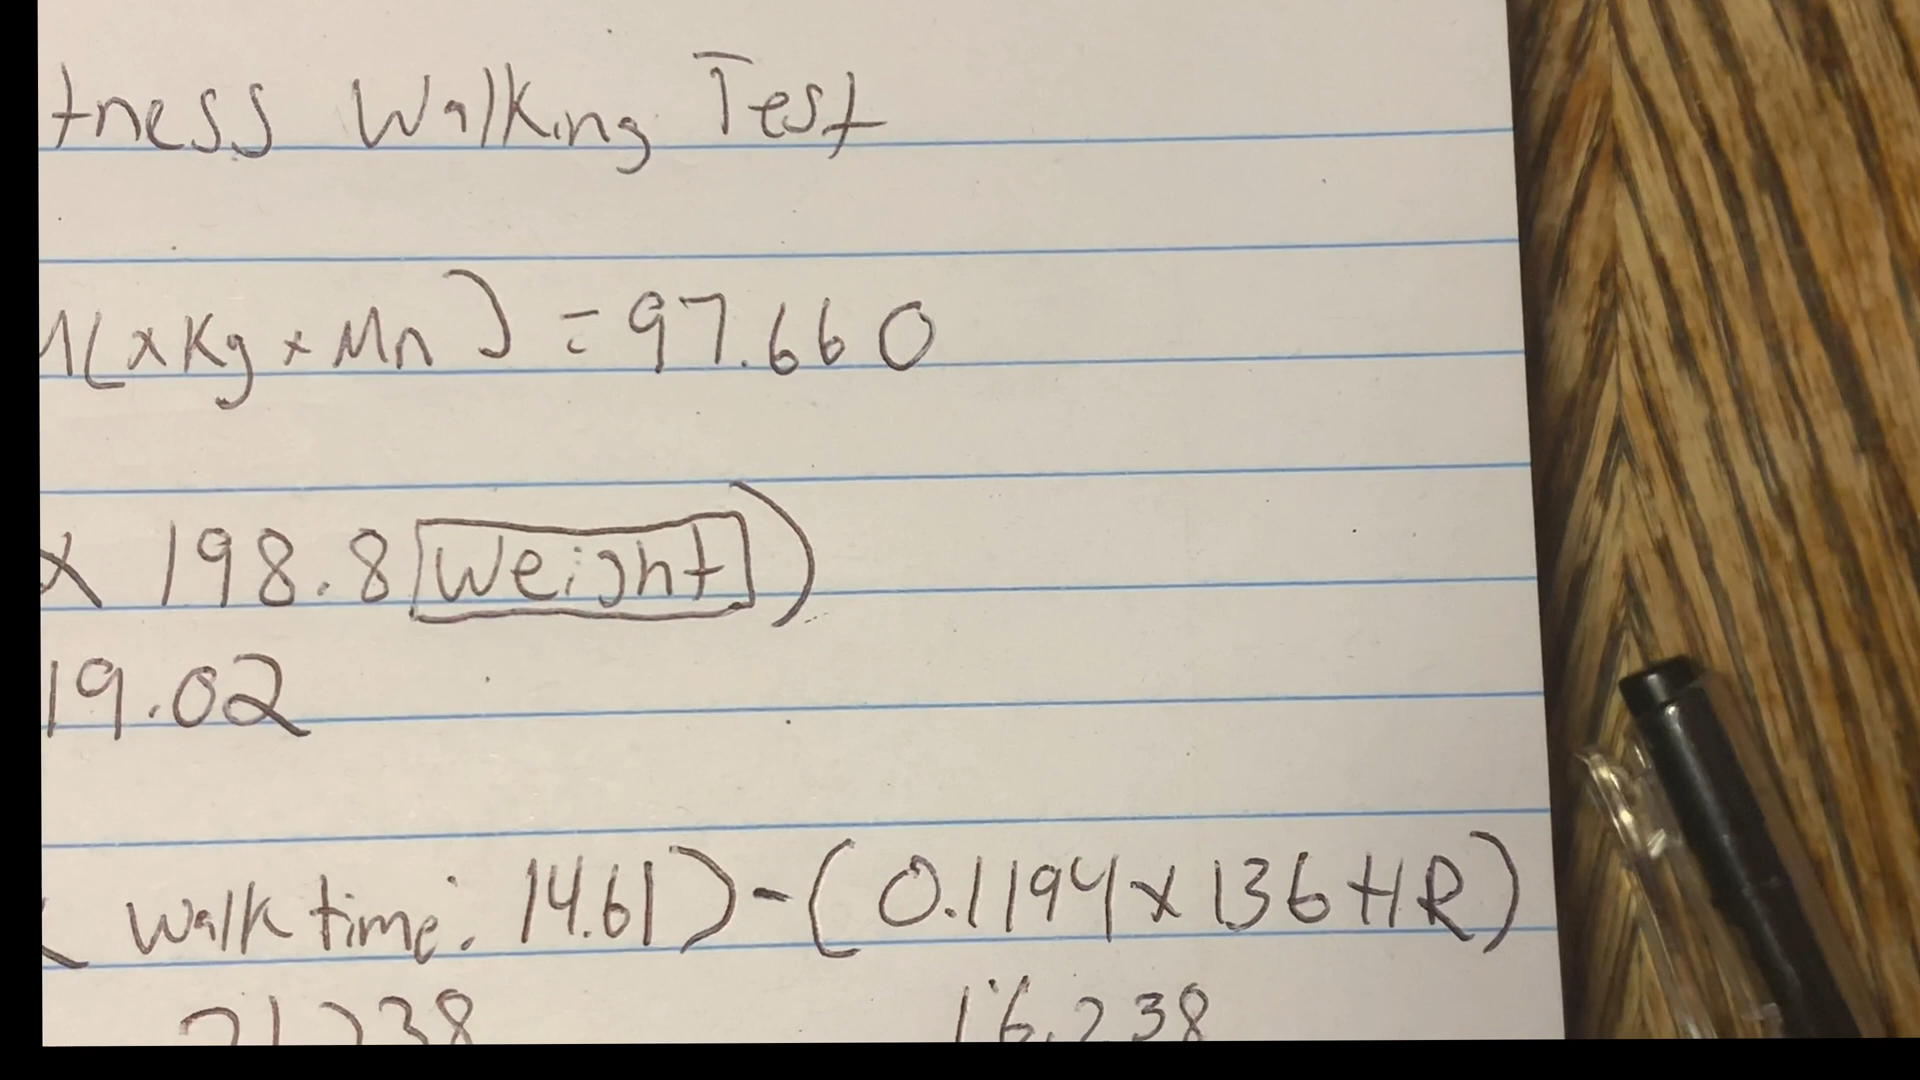 tness Walking Test
(xKg x Mn) = 97.660
x 198.8 Weight)
19.02
walk time: 14.61) - (0.1194 x 136 HR)
16.238